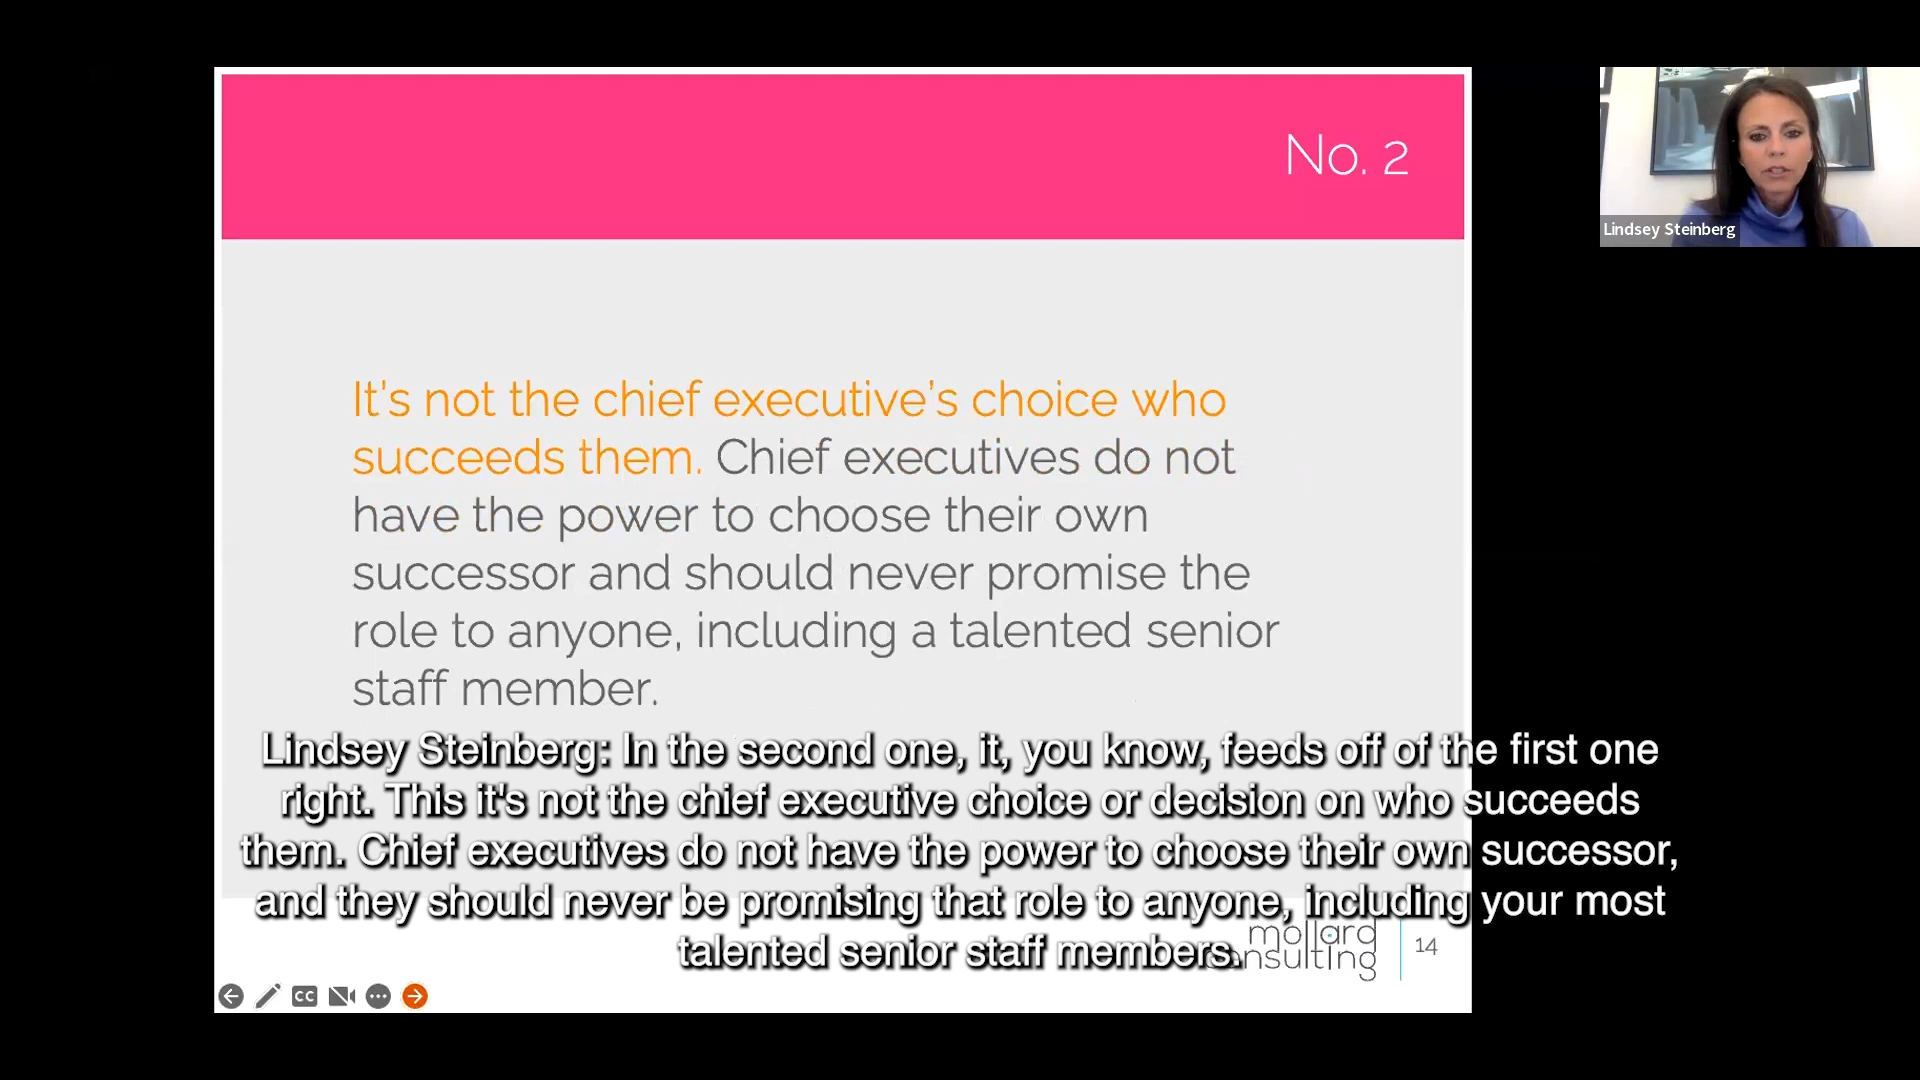 No. 2
Lindsey Steinberg
It's not the chief executive's choice who
succeeds them. Chief executives do not
have the power to choose their own
successor and should never promise the
role to anyone, including a talented senior
staff member.
Lindsey Steinberg: In the second one, it, you know, feeds off of the first one
right. This it's not the chief executive choice or decision on who succeeds
them. Chief executives do not have the power to choose their own successor,
and they should never be promising that role to anyone, including your most
talented senior staff members.
mollard
consulting
14
CC